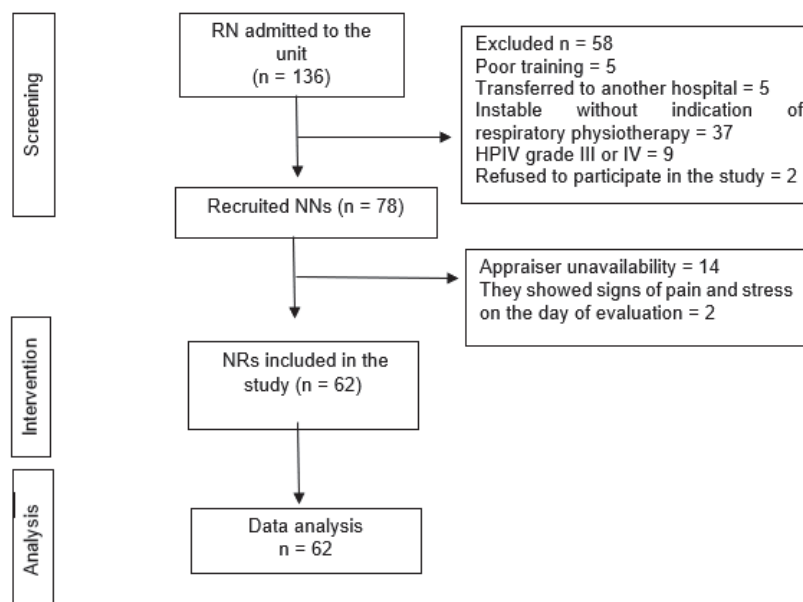 Screening
RN admitted to the
unit
(n = 136)
Excluded n = 58
Poor training = 5
Transferred to another hospital = 5
Instable without indication of
respiratory physiotherapy = 37
HPIV grade III or IV = 9
Refused to participate in the study = 2
Recruited NNs (n = 78)
Appraiser unavailability = 14
They showed signs of pain and stress
on the day of evaluation = 2
Intervention
NRs included in the
study (n = 62)
Analysis
Data analysis
n = 62